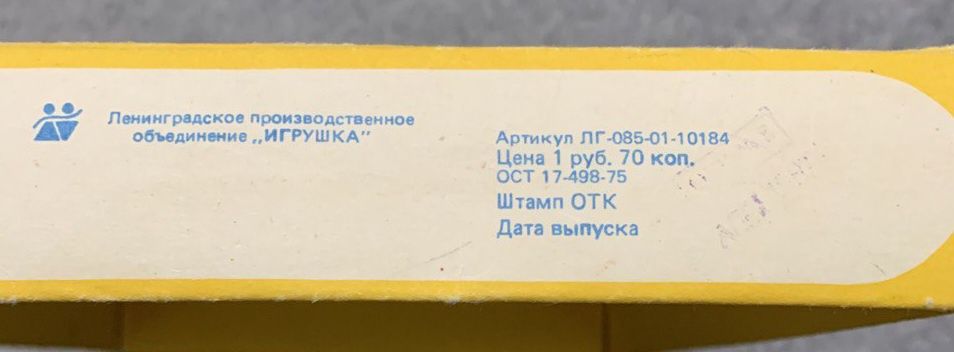 Ленинградское производственное
объединение „ИГРУШКА"
Артикул ЛГ-085-01-10184
Цена 1 руб. 70 коп.
ОСТ 17-498-75
Штамп ОТК
Дата выпуска